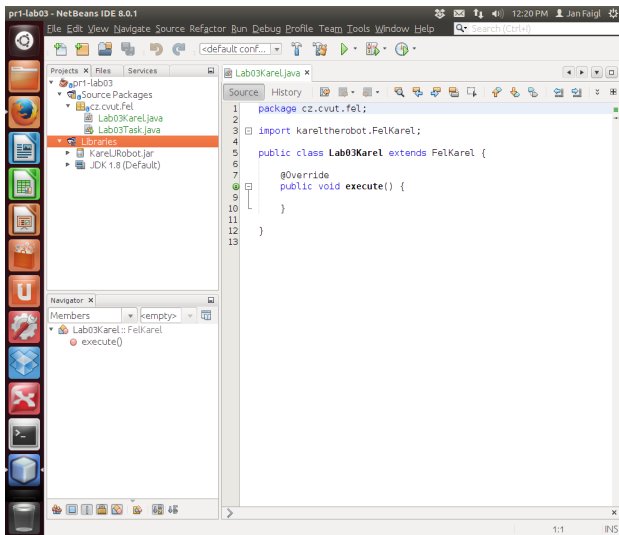 pr1-lab03 - NetBeans IDE 8.0.1
12:20 PM Jan Faigl
File Edit View Navigate Source Refactor Run Debug Profile Team Tools Window Help
Search (Ctrl+I)
<default conf...
Projects Files Services
pr1-lab03
Source Packages
cz.cvut.fel
Lab03Karel.java
Lab03Task.java
Libraries
KarelJRobot.jar
JDK 1.8 (Default)
Navigator
Members
<empty>
Lab03Karel :: FelKarel
execute()
Lab03Karel.java
Source History
1 package cz.cvut.fel;
2
3 import kareltherobot.FelKarel;
4
5 public class Lab03Karel extends FelKarel {
6
7 @Override
public void execute() {
9
10 }
11
12 }
13
1:1 INS